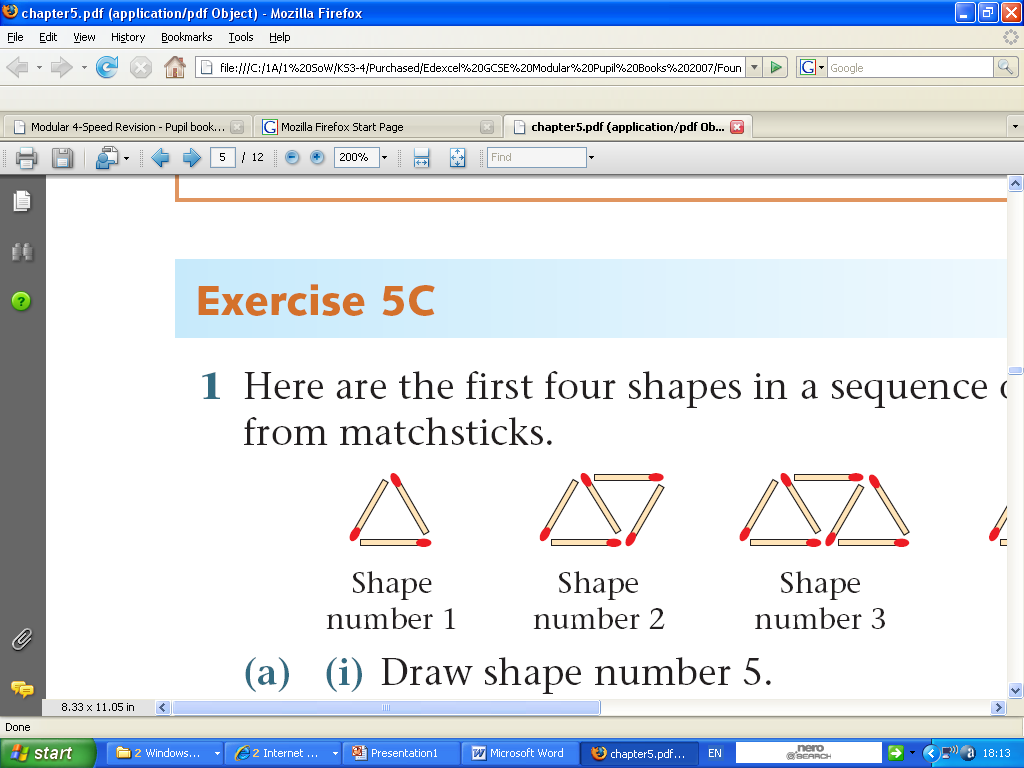 chapter5.pdf (application/pdf Object) - Mozilla Firefox
File Edit View History Bookmarks Tools Help
file:///C:/1A/1%20SoW/KS3-4/Purchased/Edexcel%20GCSE%20Modular%20Pupil%20Books%202007/Foun
G Google
Modular 4-Speed Revision - Pupil book... G Mozilla Firefox Start Page chapter5.pdf (application/pdf Ob...
5 / 12 200% Find
Exercise 5C
1 Here are the first four shapes in a sequence
from matchsticks.
Shape Shape Shape
number 1 number 2 number 3
(a) (i) Draw shape number 5.
8.33 x 11.05 in
Done
start 2 Windows... 2 Internet ... Presentation1 Microsoft Word chapter5.pdf... EN nero SEARCH 18:13